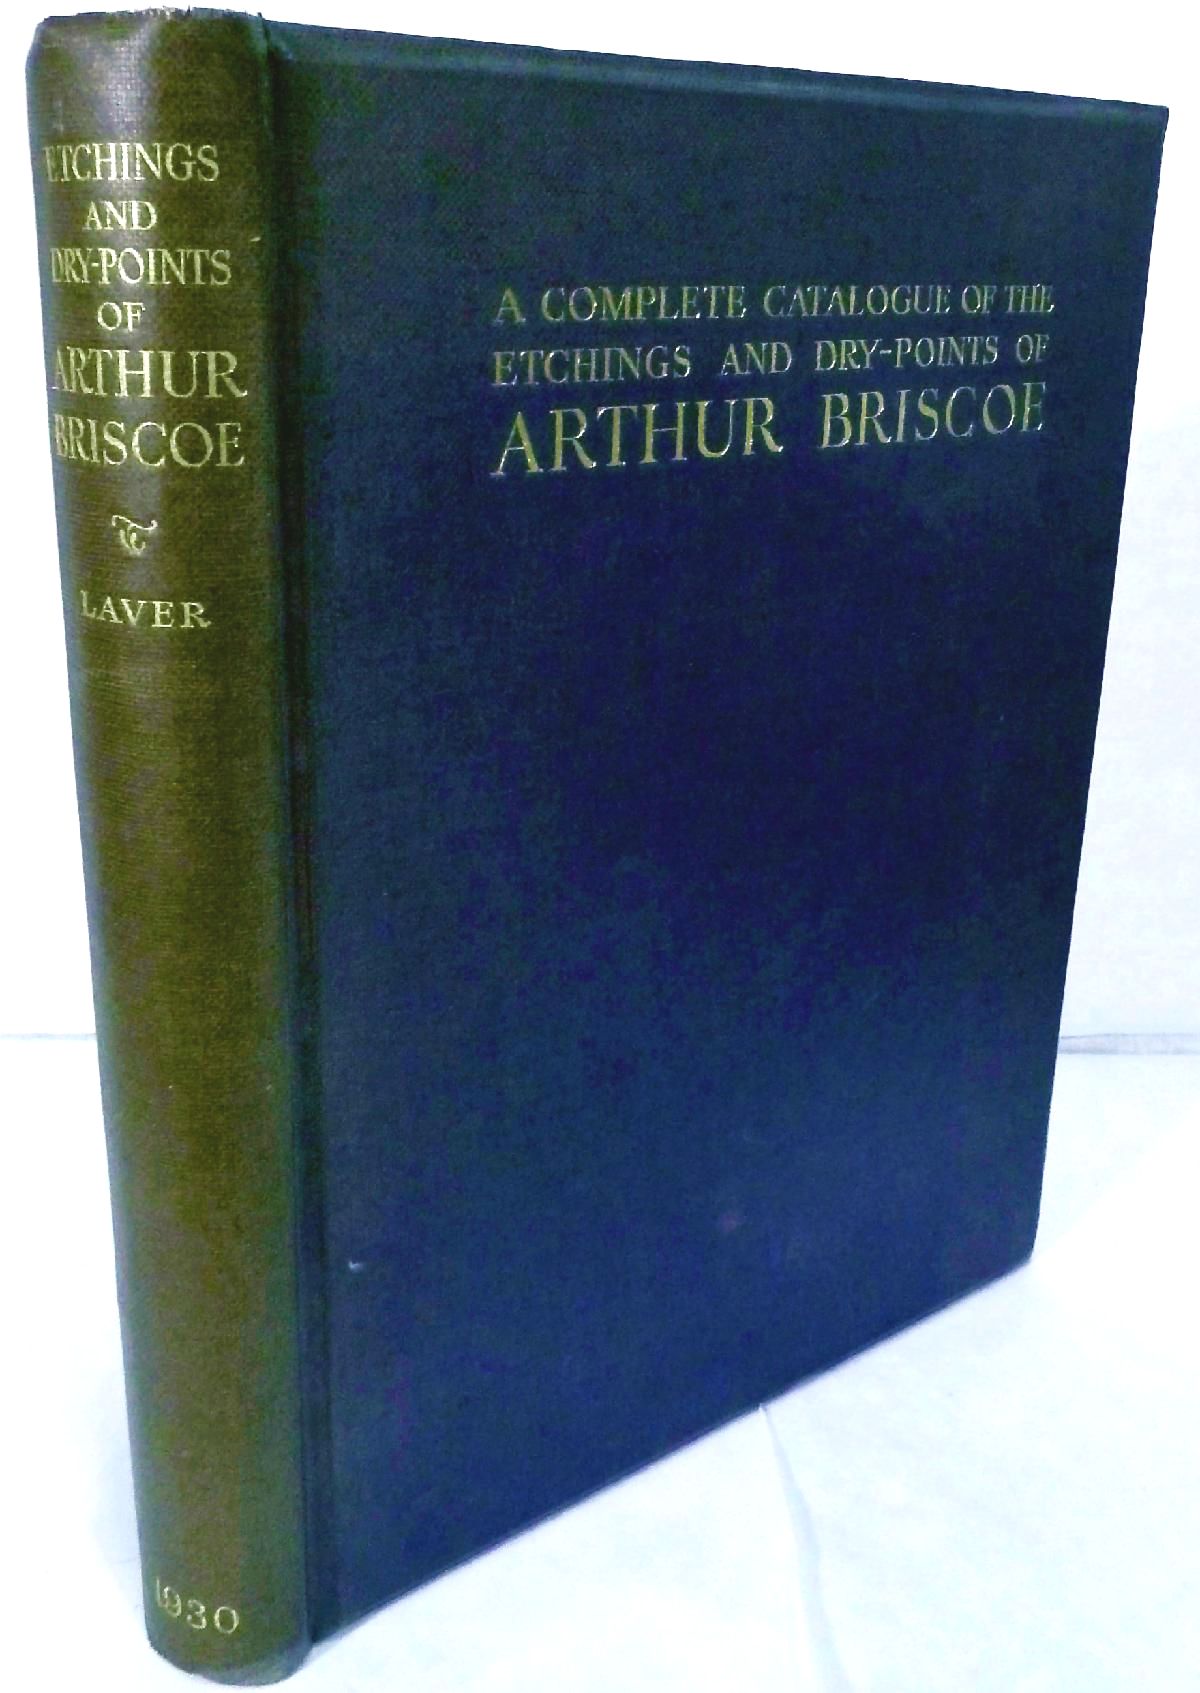 ETCHINGS
AND
DRY-POINTS
OF
ARTHUR
BRISCOE
LAVER
1930
A COMPLETE CATALOGUE OF THE
ETCHINGS AND DRY-POINTS OF
ARTHUR BRISCOE